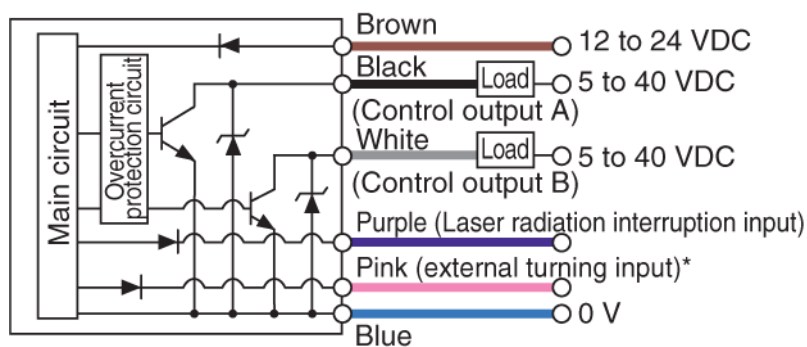 Brown
12 to 24 VDC
Black
Load
5 to 40 VDC
(Control output A)
White
Load
5 to 40 VDC
(Control output B)
Purple (Laser radiation interruption input)
Pink (external turning input)*
0 V
Blue
Main circuit
Overcurrent
protection circuit